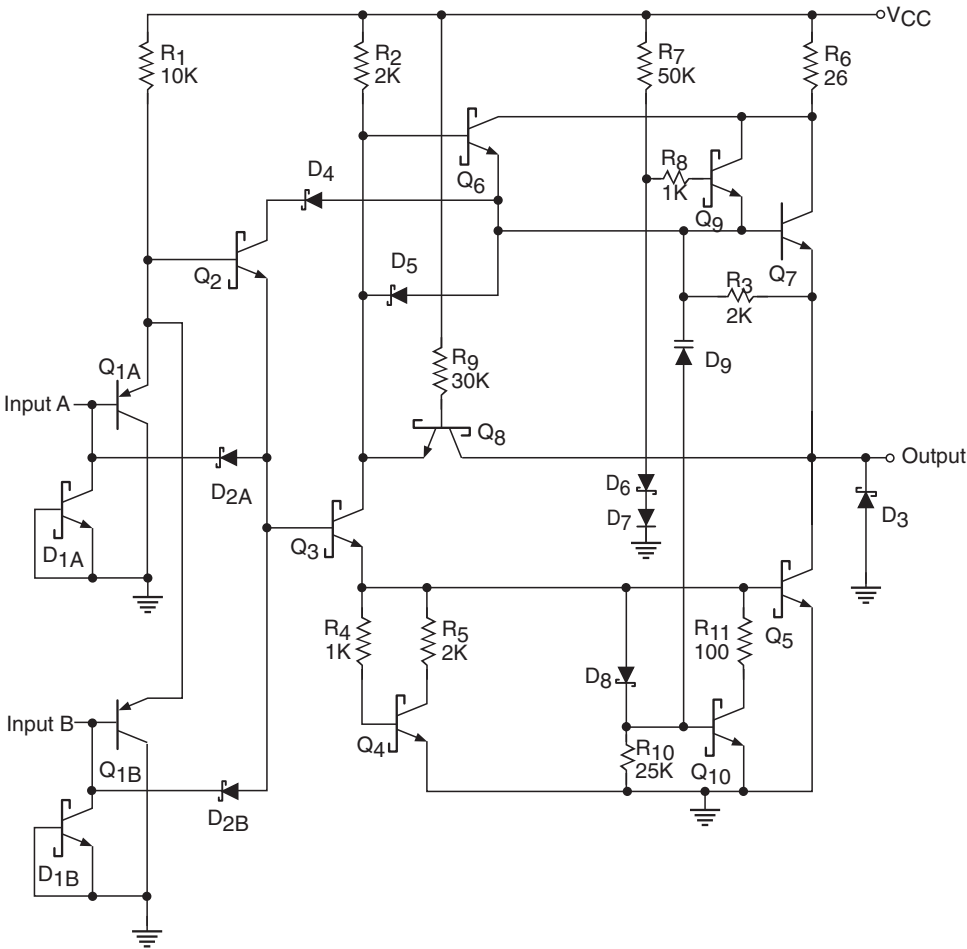 VCC
R1
10K
R2
2K
R7
50K
R6
26
Q6
R8
1K
Q9
D4
Q2
Q7
D5
R3
2K
Q1A
R9
30K
D9
Input A
Q8
Output
D2A
D6
D7
D3
D1A
Q3
R4
1K
R5
2K
R11
100
Q5
D8
Input B
Q4
R10
25K
Q10
Q1B
D2B
D1B